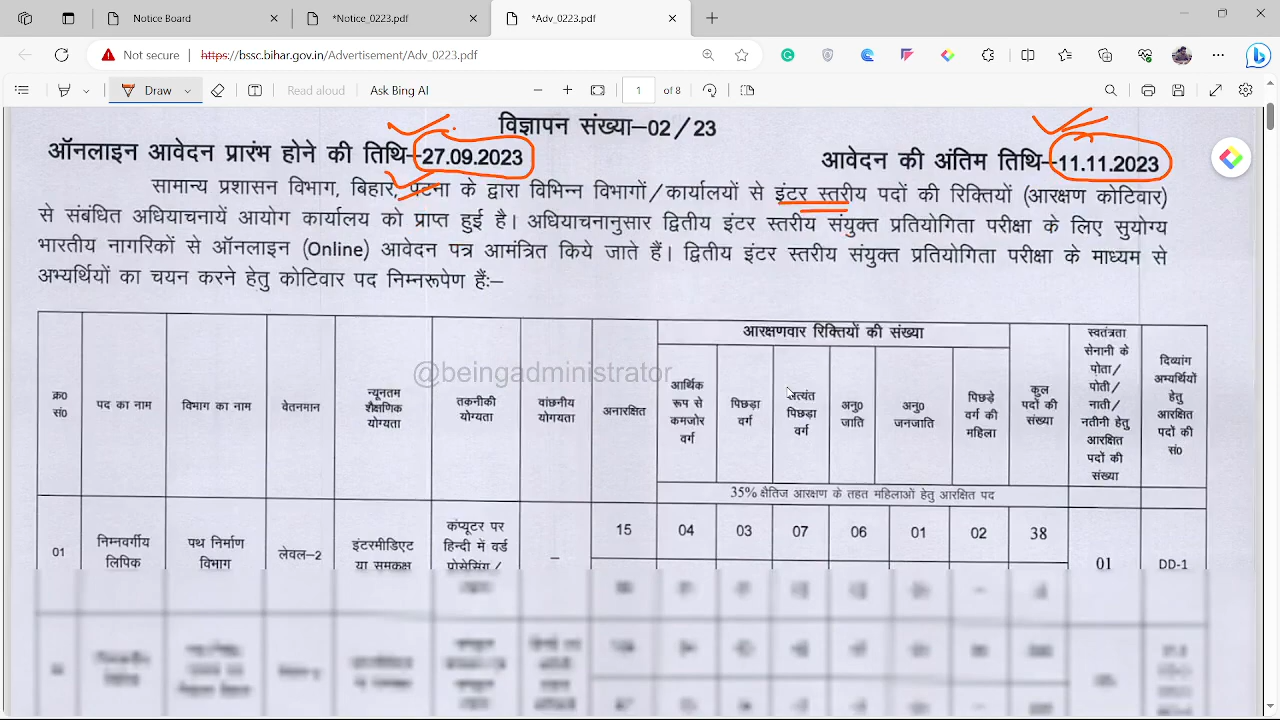 Notice Board
*Notice_0223.pdf
*Adv_0223.pdf
Not secure
https://bssc.bihar.gov.in/Advertisement/Adv_0223.pdf
Draw
Read aloud
Ask Bing AI
1
of 8
विज्ञापन संख्या–02/23
ऑनलाइन आवेदन प्रारंभ होने की तिथि–27.09.2023
आवेदन की अंतिम तिथि–11.11.2023
सामान्य प्रशासन विभाग, बिहार, पटना के द्वारा विभिन्न विभागों/कार्यालयों से इंटर स्तरीय पदों की रिक्तियों (आरक्षण कोटिवार)
से संबंधित अधियाचनायें आयोग कार्यालय को प्राप्त हुई है। अधियाचनानुसार द्वितीय इंटर स्तरीय संयुक्त प्रतियोगिता परीक्षा के लिए सुयोग्य
भारतीय नागरिकों से ऑनलाइन (Online) आवेदन पत्र आमंत्रित किये जाते हैं। द्वितीय इंटर स्तरीय संयुक्त प्रतियोगिता परीक्षा के माध्यम से
अभ्यर्थियों का चयन करने हेतु कोटिवार पद निम्नरूपेण हैं:–
क्र०
सं०
पद का नाम
विभाग का नाम
वेतनमान
न्यूनतम
शैक्षणिक
योग्यता
तकनीकी
योग्यता
वांछनीय
योगयता
अनारक्षित
आरक्षणवार रिक्तियों की संख्या
आर्थिक
रूप से
कमजोर
वर्ग
पिछड़ा
वर्ग
अत्यंत
पिछड़ा
वर्ग
अनु०
जाति
अनु०
जनजाति
पिछड़े
वर्ग की
महिला
कुल
पदों की
संख्या
स्वतंत्रता
सेनानी के
पोता/
पोती/
नाती/
नतीनी हेतु
आरक्षित
पदों की
संख्या
दिव्यांग
अभ्यर्थियों
हेतु
आरक्षित
पदों की
सं०
35% क्षैतिज आरक्षण के तहत महिलाओं हेतु आरक्षित पद
@beingadministrator
01
निम्नवर्गीय
लिपिक
पथ निर्माण
विभाग
लेवल–2
इंटरमीडिएट
या समकक्ष
कंप्यूटर पर
हिन्दी में वर्ड
प्रोसेसिंग/
–
15
04
03
07
06
01
02
38
01
DD-1